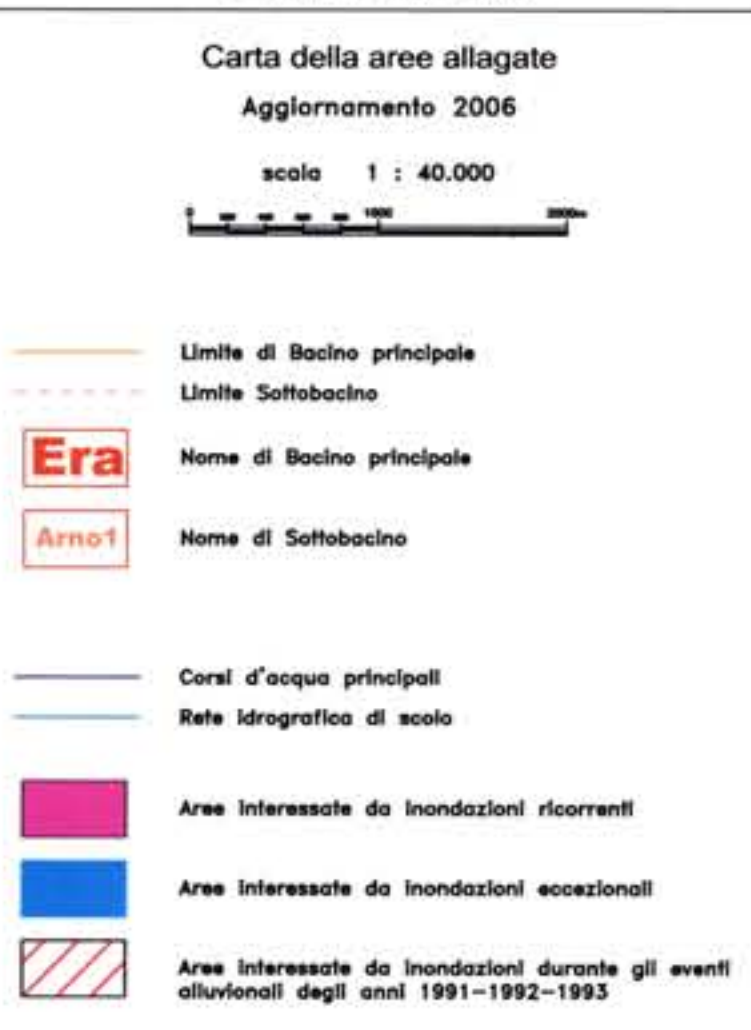 Carta della aree allagate
Aggiornamento 2006
scala 1 : 40.000
0 1000 2000m
Limite di Bacino principale
Limite Sottobacino
Era Nome di Bacino principale
Arno1 Nome di Sottobacino
Corsi d'acqua principali
Rete idrografica di scolo
Aree interessate da inondazioni ricorrenti
Aree interessate da inondazioni eccezionali
Aree interessate da inondazioni durante gli eventi
alluvionali degli anni 1991-1992-1993